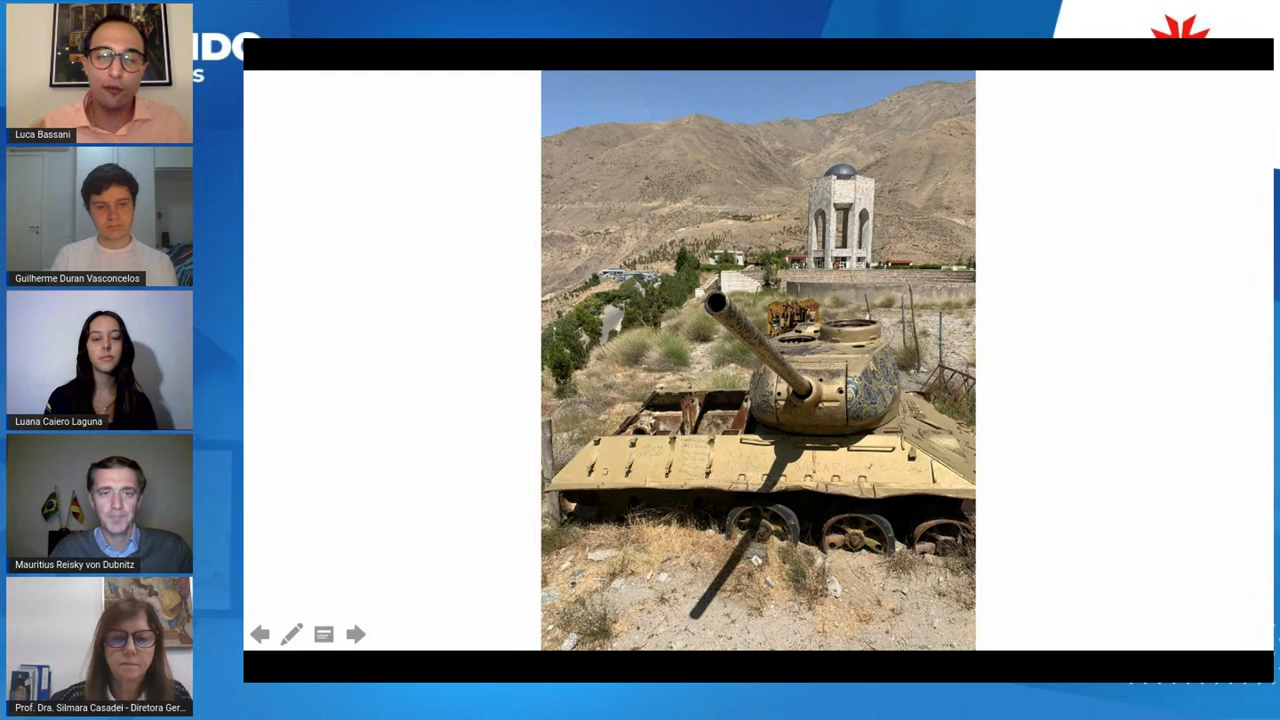 Luca Bassani
Guilherme Duran Vasconcelos
Luana Caiero Laguna
Mauritius Reisky von Dubnitz
Prof. Dra. Silmara Casadei - Diretora Ger...